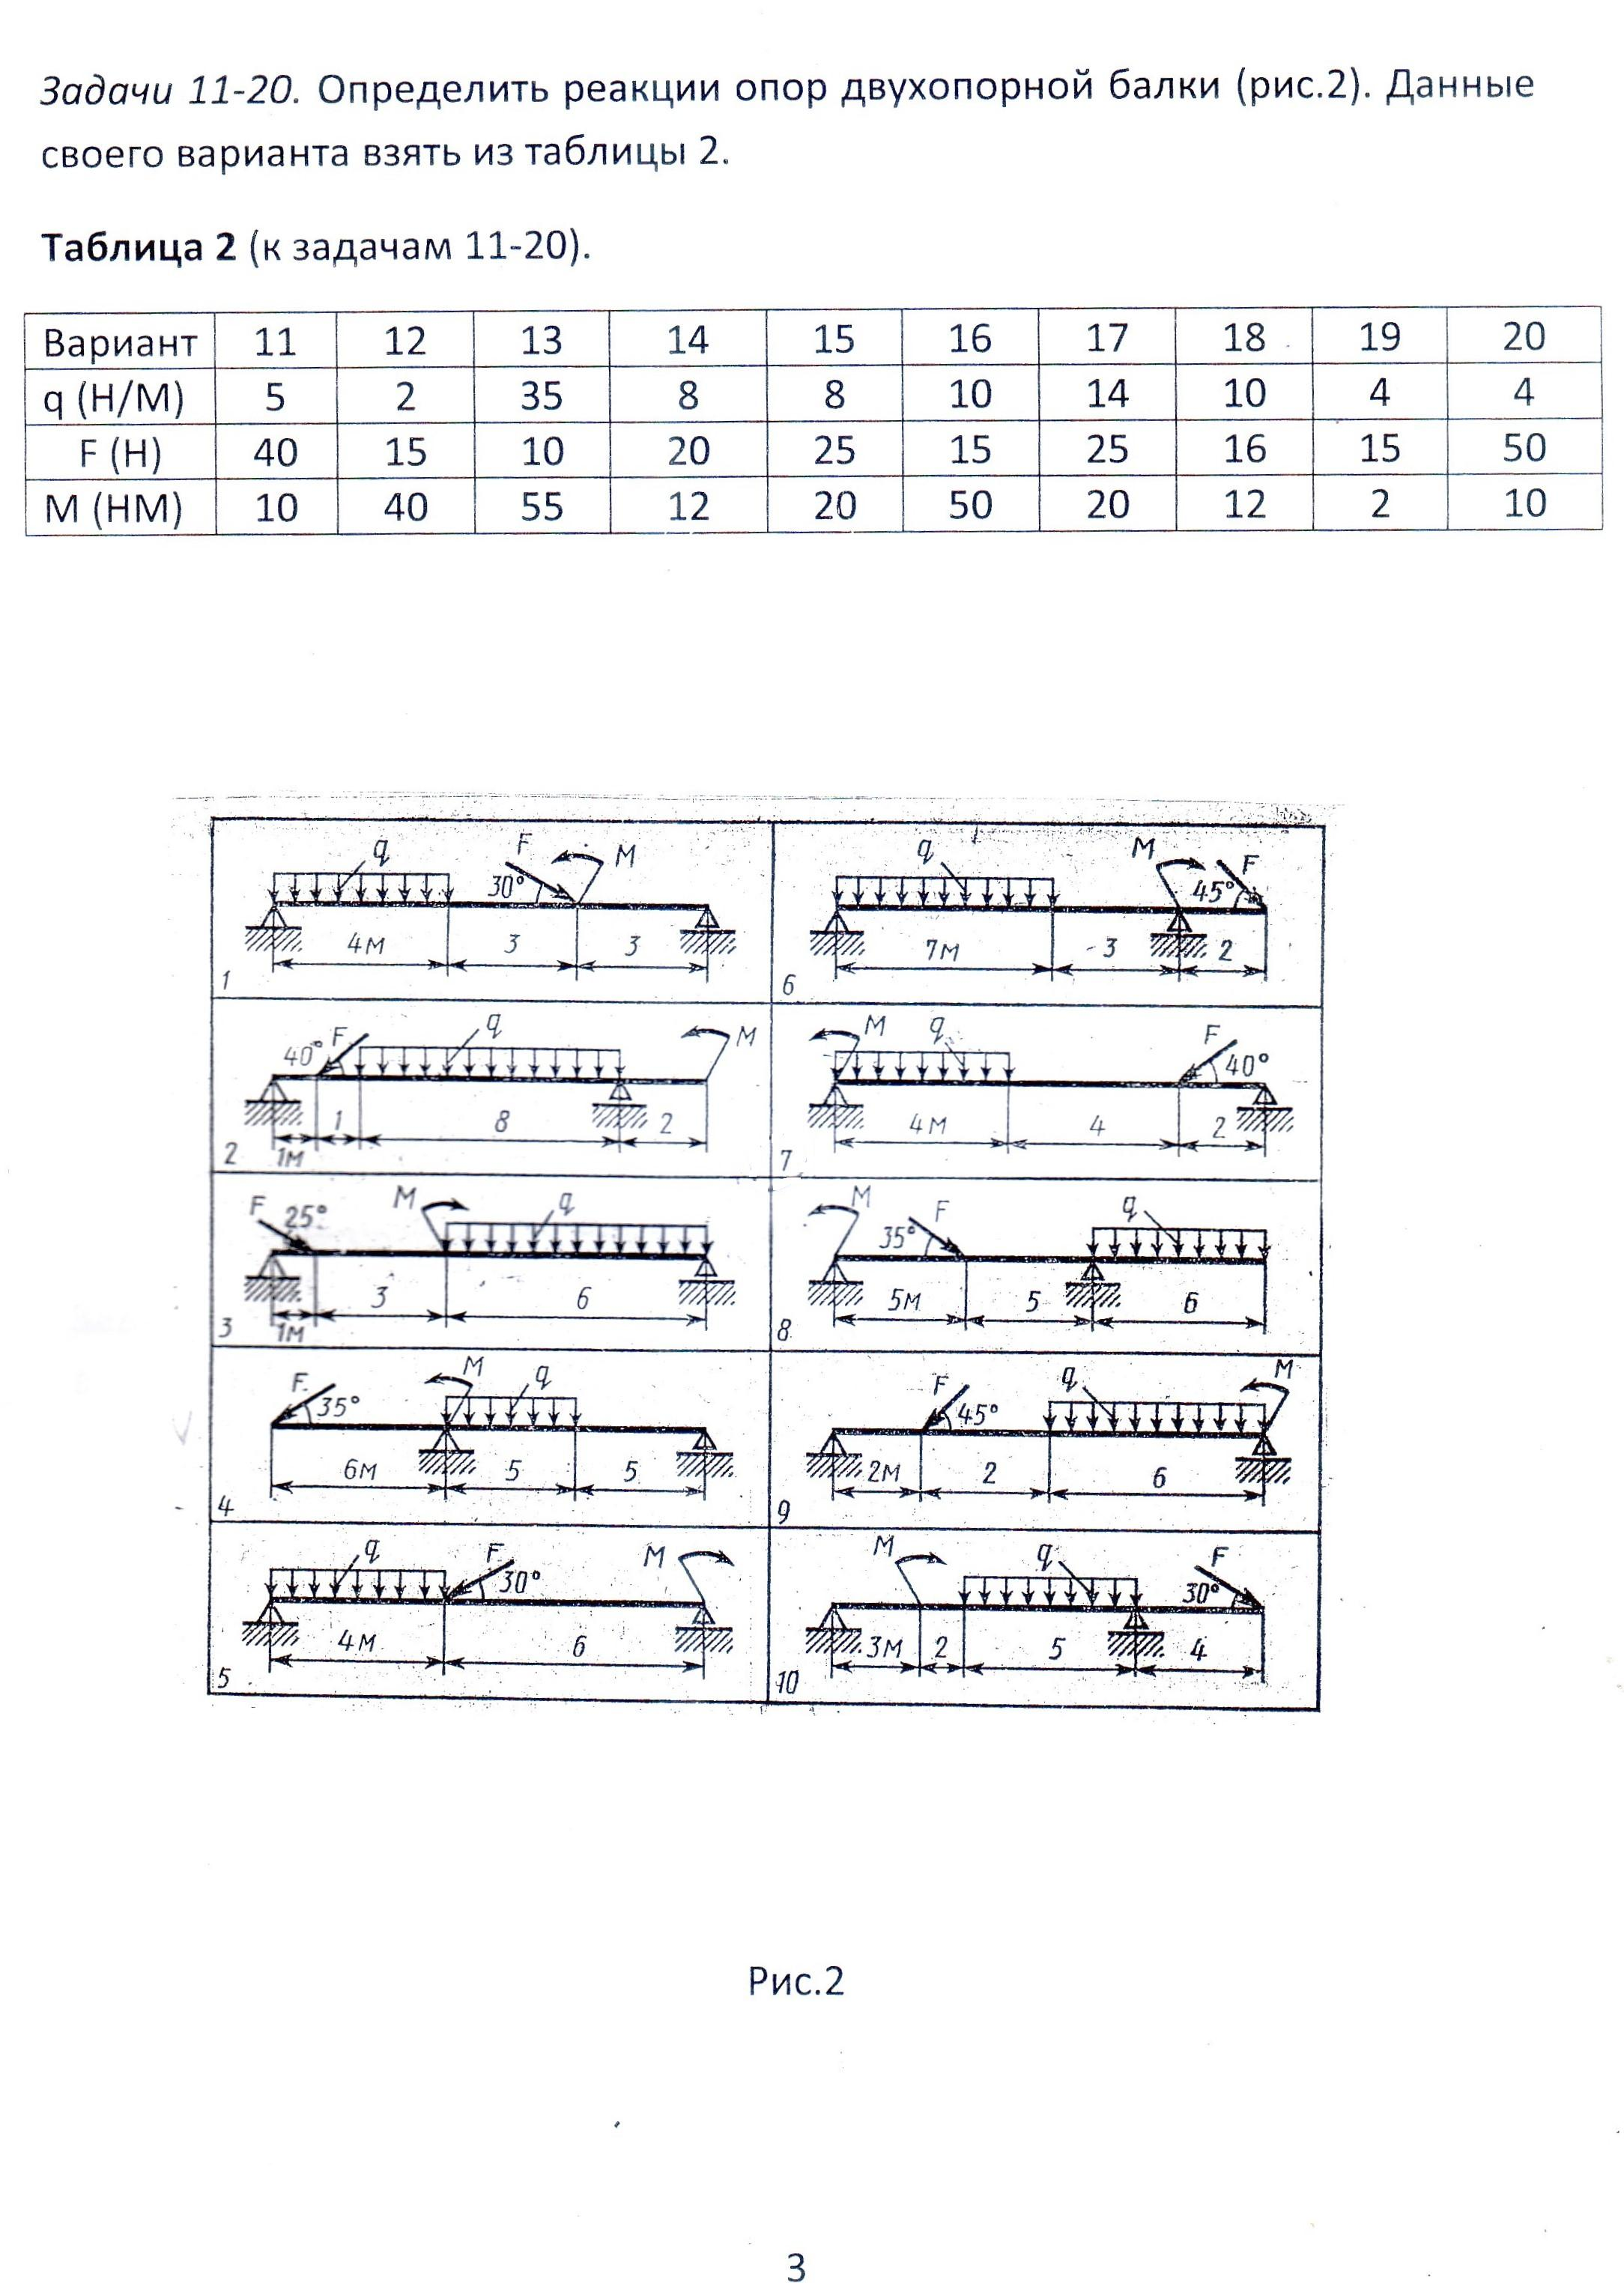 Задачи 11-20. Определить реакции опор двухопорной балки (рис.2). Данные
своего варианта взять из таблицы 2.
Таблица 2 (к задачам 11-20).
Вариант 11 12 13 14 15 16 17 18 19 20
q (Н/М) 5 2 35 8 8 10 14 10 4 4
F (Н) 40 15 10 20 25 15 25 16 15 50
М (НМ) 10 40 55 12 20 50 20 12 2 10
q F 30° M
4м 3 3
1
M q 45° F
7м 3 2
6
40° F q M
1м 1 8 2
2
M q F 40°
4м 4 2
7
F 25° M q
1м 3 6
3
M 35° F q
5м 5 6
8
F 35° M q
6м 5 5
4
F 45° q M
2м 2 6
9
q F 30° M
4м 6
5
M q 30° F
3м 2 5 4
10
Рис.2
3